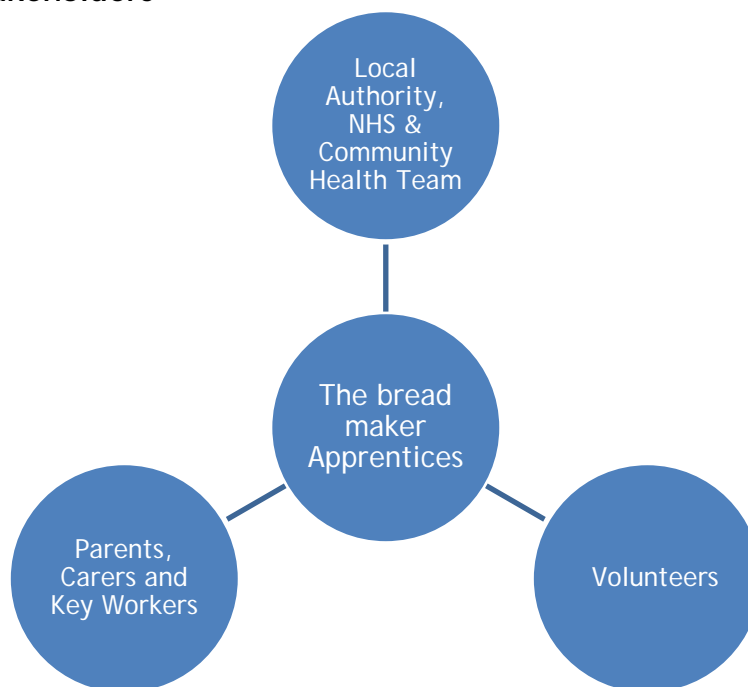 Local
Authority,
NHS &
Community
Health Team
The bread
maker
Apprentices
Parents,
Carers and
Key Workers
Volunteers